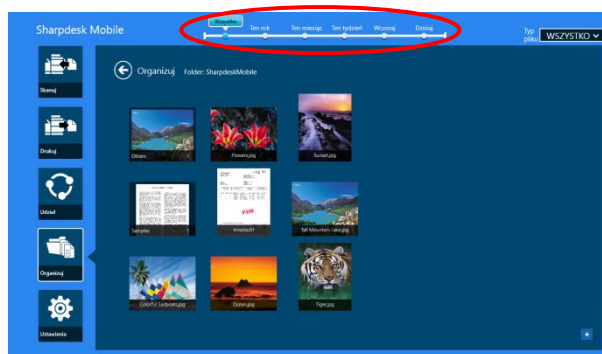 Sharpdesk Mobile
Wszystko Ten rok Ten miesiąc Ten tydzień Wczoraj Dzisiaj
Typ pliku WSZYSTKO
Skanuj
Drukuj
Udział
Organizuj
Ustawienia
Organizuj Folder: SharpdeskMobile
Others Flowers.jpg Sunset.jpg
Samples Invoice01 Tall Mountain Lake.jpg
PAID
Colorful Sailboats.jpg Ocean.jpg Tiger.jpg